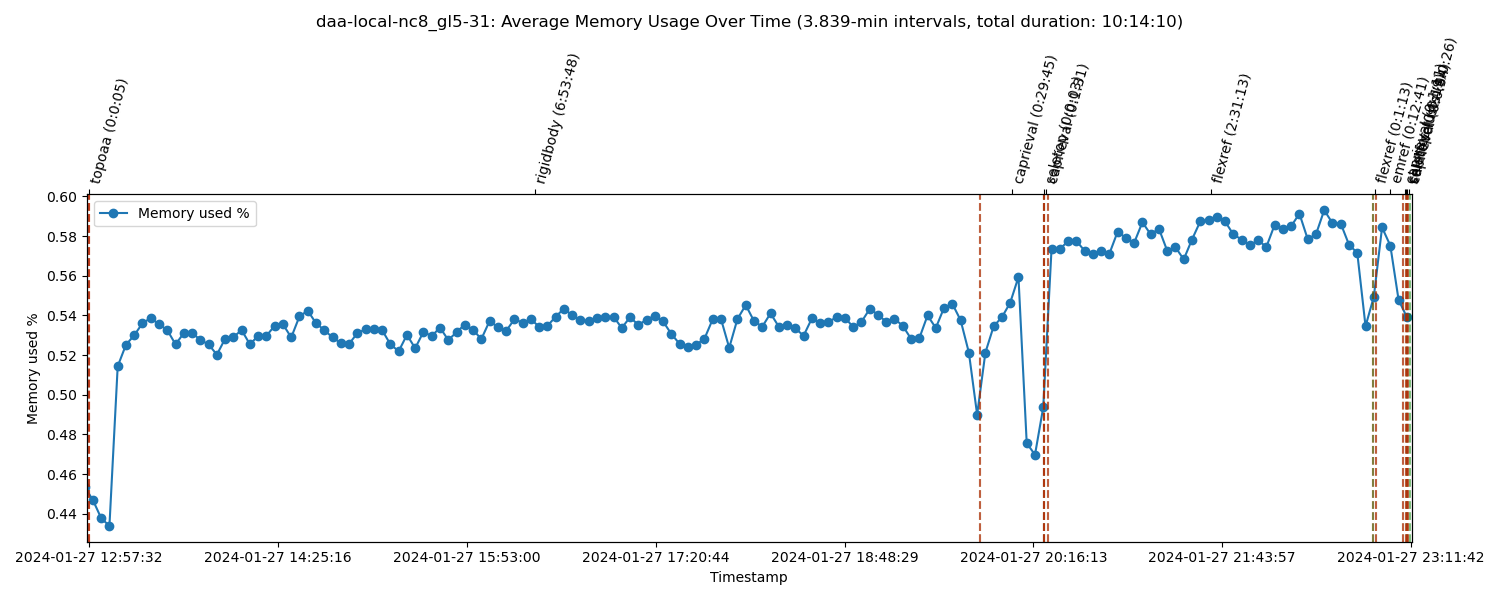 daa-local-nc8_gl5-31: Average Memory Usage Over Time (3.839-min intervals, total duration: 10:14:10)
topoaa (0:0:05)
rigidbody (6:53:48)
caprieval (0:29:45)
caprieval (0:1:31)
flexref (2:31:13)
flexref (0:1:13)
emref (0:12:41)
Memory used %
0.60
0.58
0.56
0.54
0.52
0.50
0.48
0.46
0.44
Memory used %
2024-01-27 12:57:32
2024-01-27 14:25:16
2024-01-27 15:53:00
2024-01-27 17:20:44
2024-01-27 18:48:29
2024-01-27 20:16:13
2024-01-27 21:43:57
2024-01-27 23:11:42
Timestamp